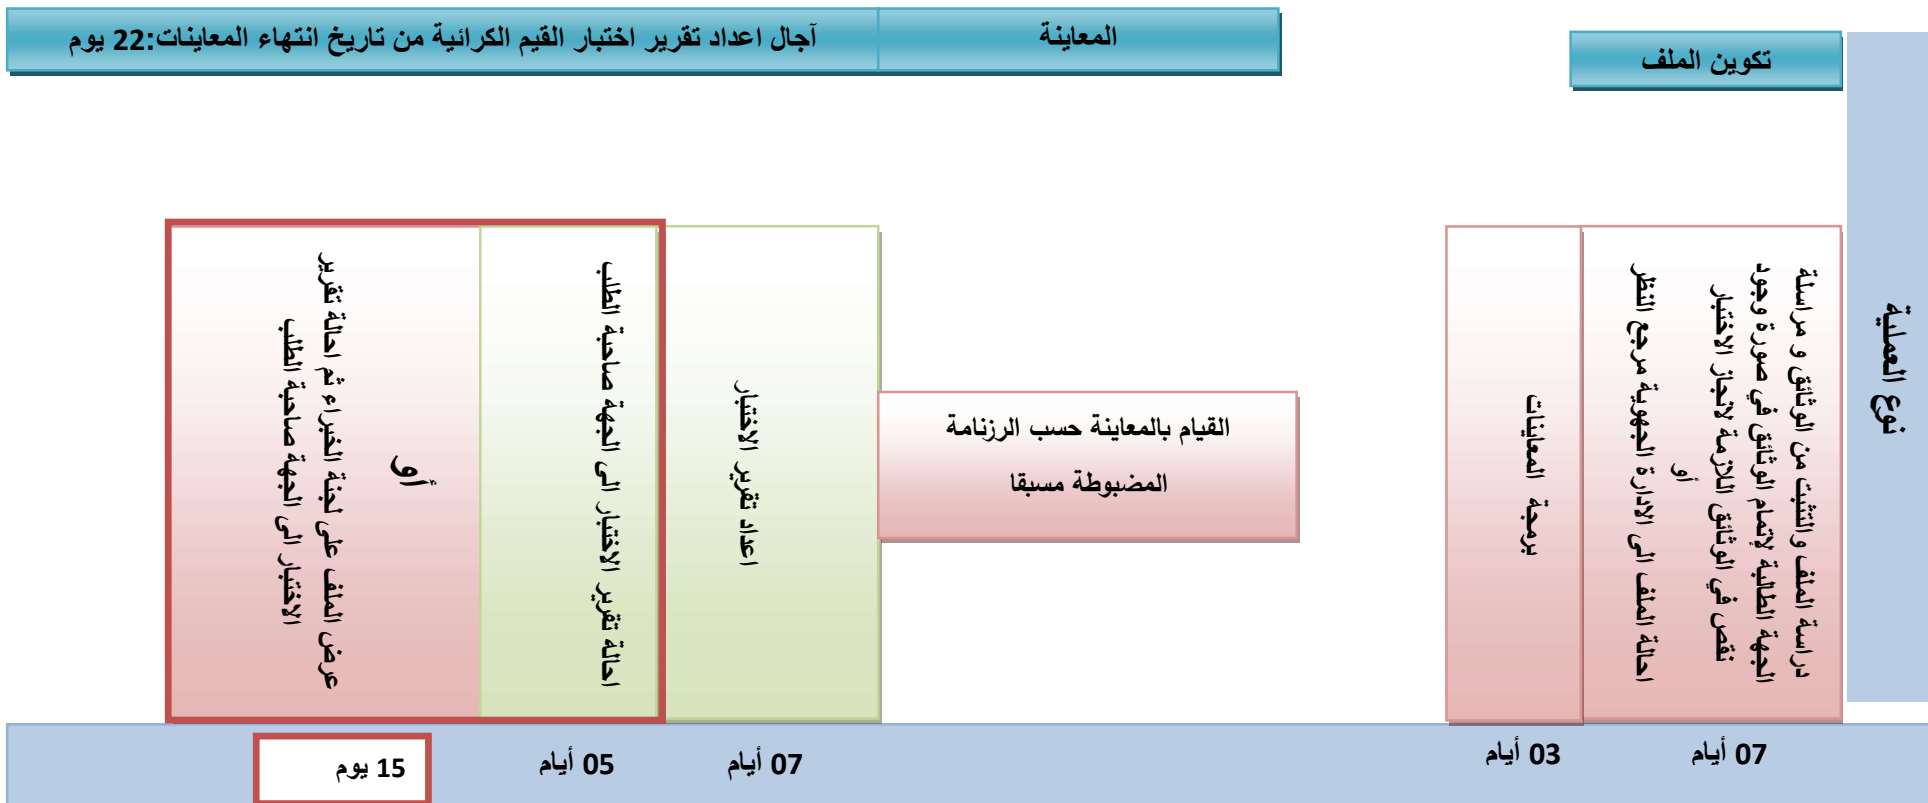 تكوين الملف
المعاينة
آجال اعداد تقرير اختبار القيم الكرائية من تاريخ انتهاء المعاينات:22 يوم
نوع العملية
دراسة الملف والتثبت من الوثائق و مراسلة
الجهة الطالبة لإتمام الوثائق في صورة وجود
نقص في الوثائق اللازمة لانجاز الاختبار
أو
احالة الملف الى الادارة الجهوية مرجع النظر
برمجة المعاينات
القيام بالمعاينة حسب الرزنامة
المضبوطة مسبقا
اعداد تقرير الاختبار
احالة تقرير الاختبار الى الجهة صاحبة الطلب
أو
عرض الملف على لجنة الخبراء ثم احالة تقرير
الاختبار الى الجهة صاحبة الطلب
07 أيام
03 أيام
07 أيام
05 أيام
15 يوم